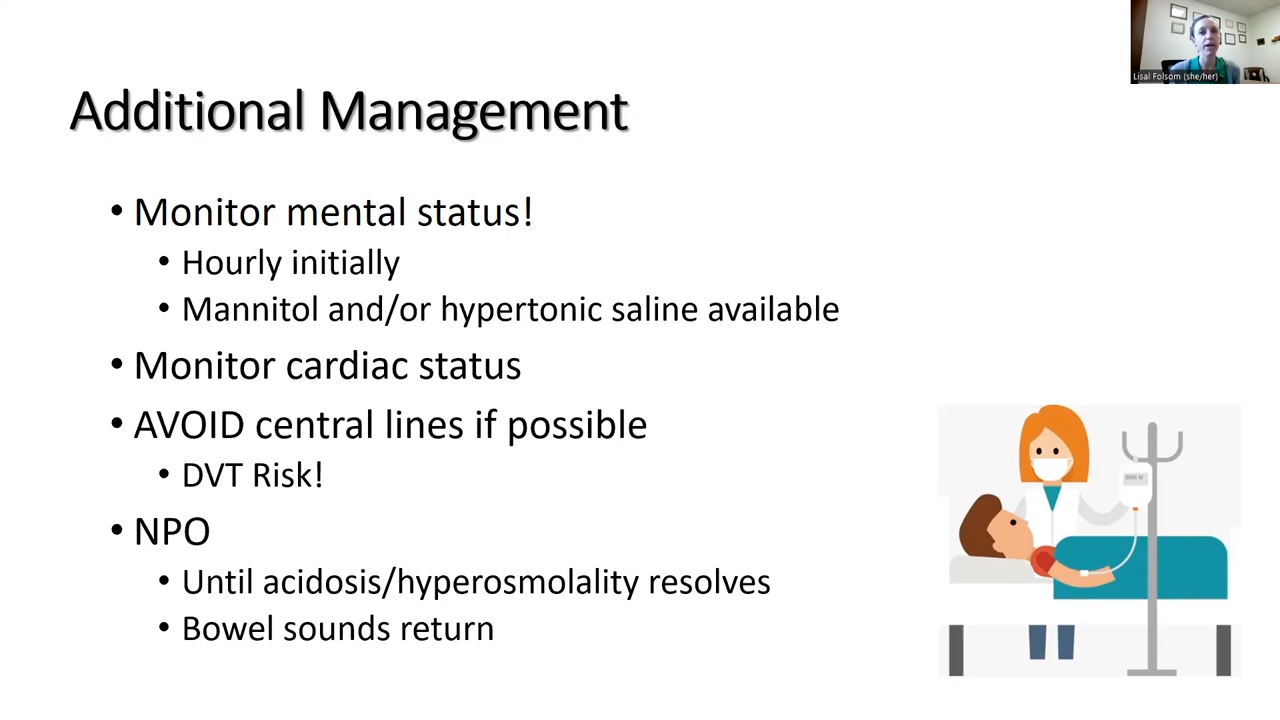 Lisal Folsom (she/her)
Additional Management
• Monitor mental status!
• Hourly initially
• Mannitol and/or hypertonic saline available
• Monitor cardiac status
• AVOID central lines if possible
• DVT Risk!
• NPO
• Until acidosis/hyperosmolality resolves
• Bowel sounds return